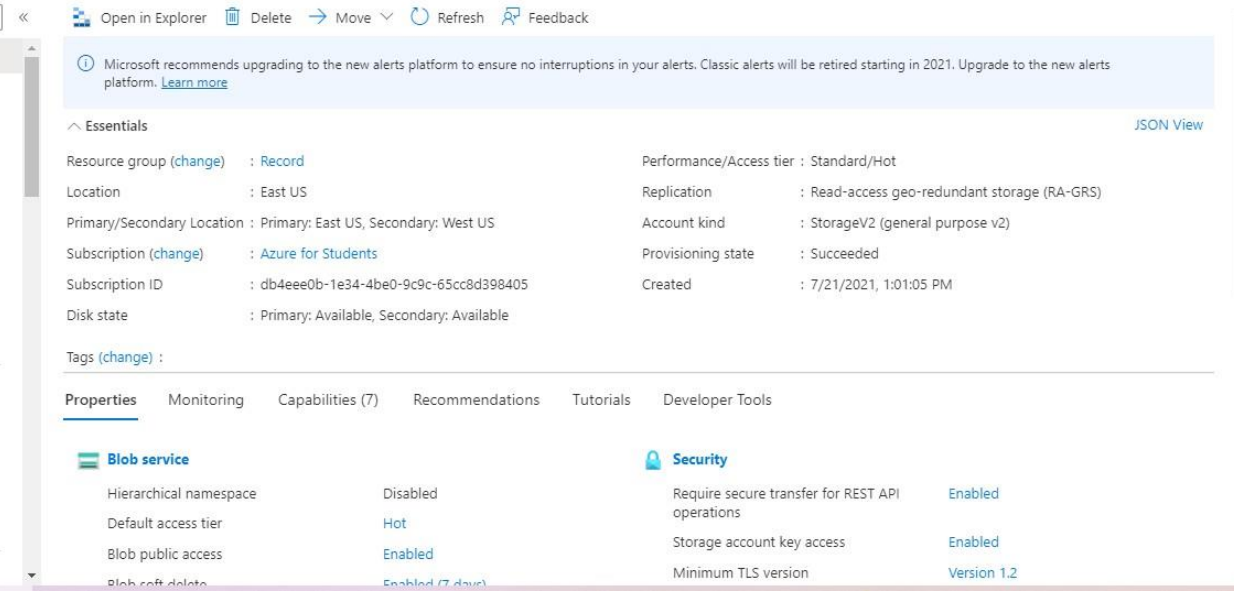 « Open in Explorer Delete Move Refresh Feedback
Microsoft recommends upgrading to the new alerts platform to ensure no interruptions in your alerts. Classic alerts will be retired starting in 2021. Upgrade to the new alerts
platform. Learn more
Essentials JSON View
Resource group (change) : Record
Location : East US
Primary/Secondary Location : Primary: East US, Secondary: West US
Subscription (change) : Azure for Students
Subscription ID : db4eee0b-1e34-4be0-9c9c-65cc8d398405
Disk state : Primary: Available, Secondary: Available
Performance/Access tier : Standard/Hot
Replication : Read-access geo-redundant storage (RA-GRS)
Account kind : StorageV2 (general purpose v2)
Provisioning state : Succeeded
Created : 7/21/2021, 1:01:05 PM
Tags (change) :
Properties Monitoring Capabilities (7) Recommendations Tutorials Developer Tools
Blob service
Hierarchical namespace Disabled
Default access tier Hot
Blob public access Enabled
Blob soft delete Enabled (7 days)
Security
Require secure transfer for REST API Enabled
operations
Storage account key access Enabled
Minimum TLS version Version 1.2